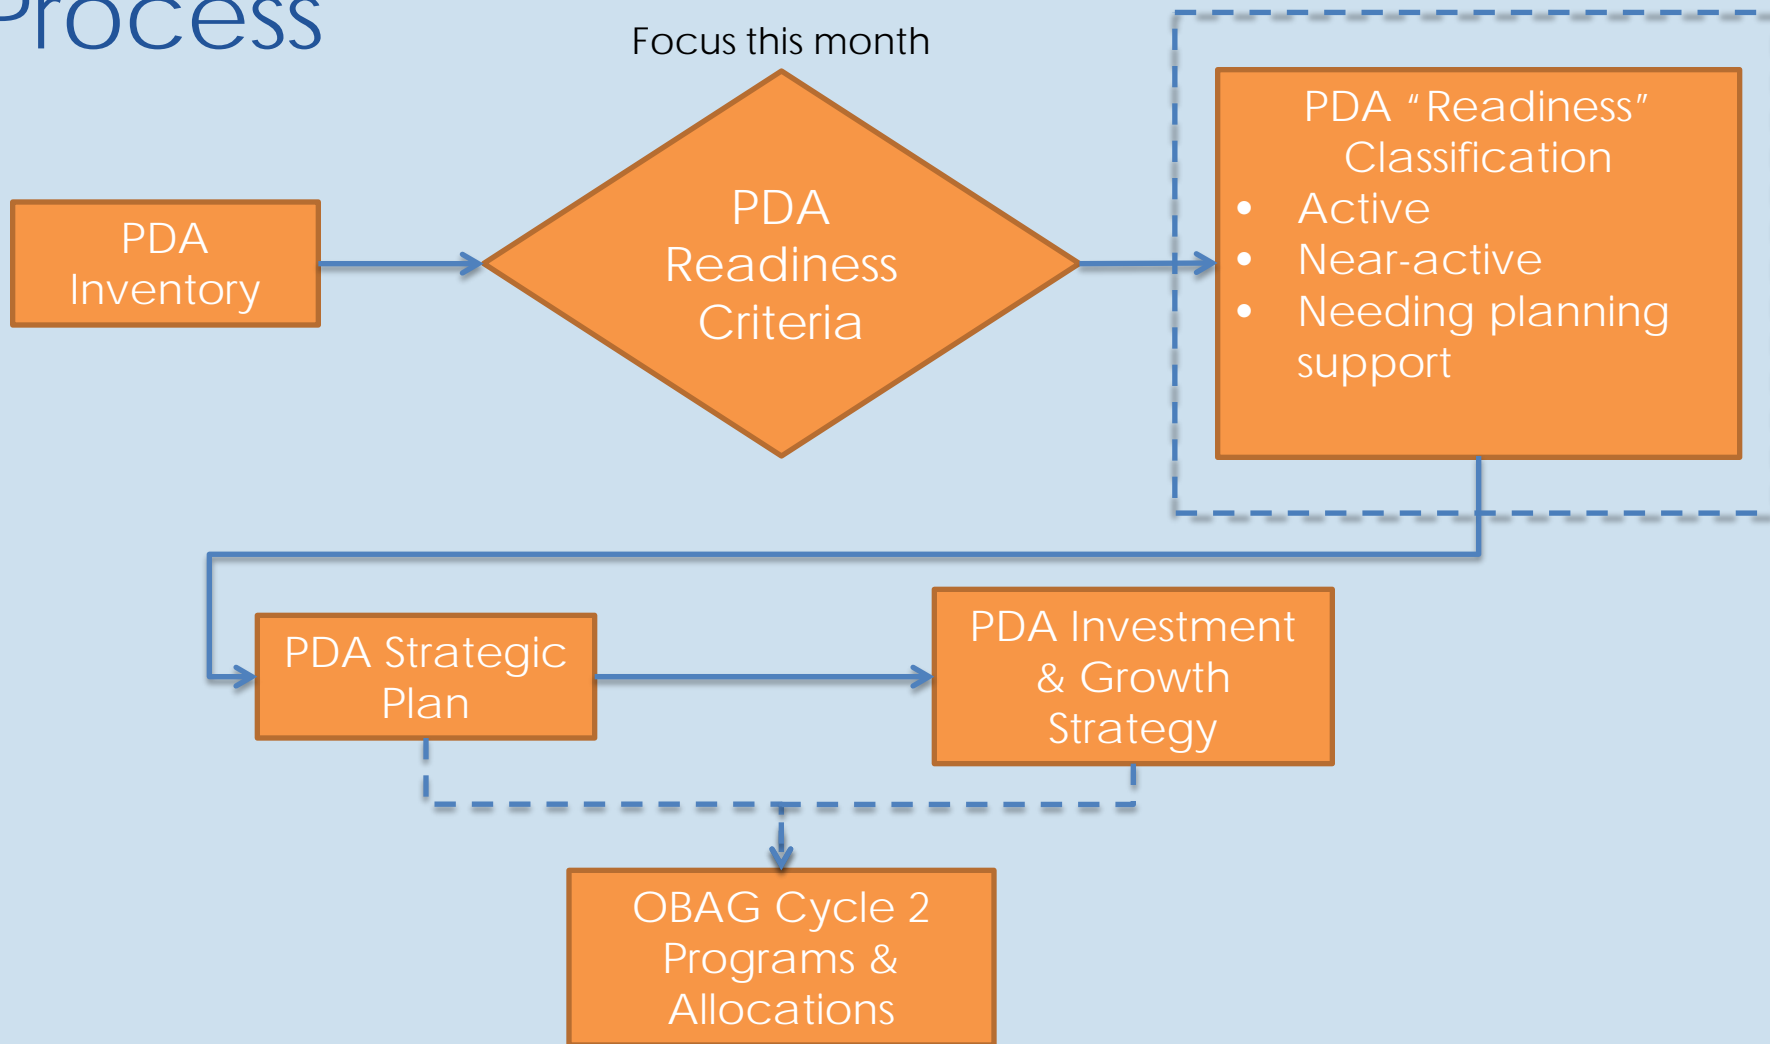 Process
Focus this month
PDA
Inventory
PDA
Readiness
Criteria
PDA “Readiness”
Classification
• Active
• Near-active
• Needing planning
support
PDA Strategic
Plan
PDA Investment
& Growth
Strategy
OBAG Cycle 2
Programs &
Allocations